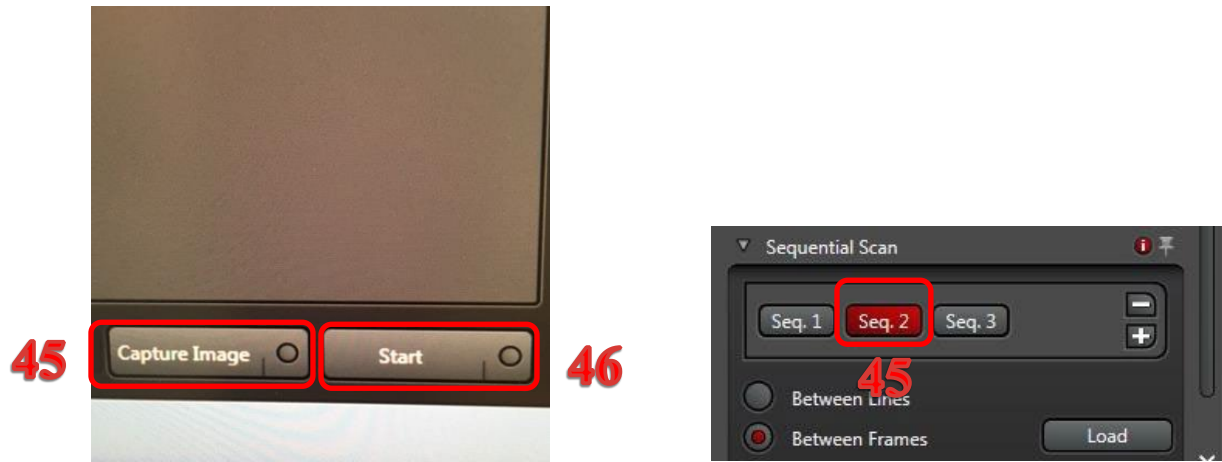 45
Capture Image
Start
46
Sequential Scan
i
Seq. 1
Seq. 2
Seq. 3
45
Between Lines
Between Frames
Load